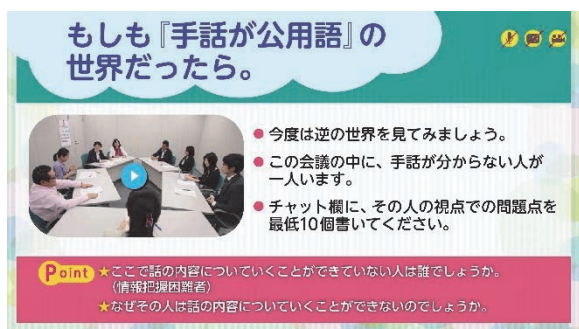 もしも『手話が公用語』の
世界だったら。
● 今度は逆の世界を見てみましょう。
● この会議の中に、手話が分からない人が
一人います。
● チャット欄に、その人の視点での問題点を
最低10個書いてください。
Point ★ここで話の内容についていくことができていない人は誰でしょうか。
(情報把握困難者)
★なぜその人は話の内容についていくことができないのでしょうか。